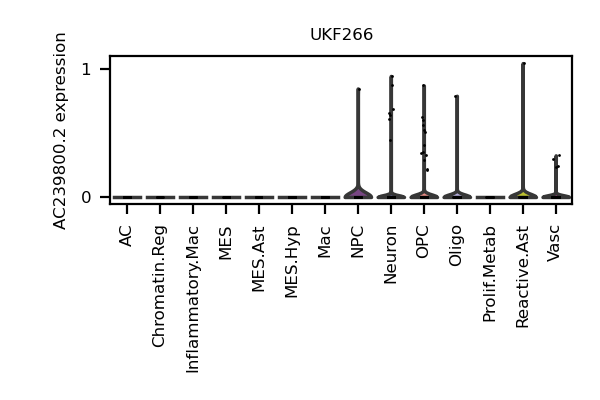 UKF266
AC239800.2 expression
1
0
AC
Chromatin.Reg
Inflammatory.Mac
MES
MES.Ast
MES.Hyp
Mac
NPC
Neuron
OPC
Oligo
Prolif.Metab
Reactive.Ast
Vasc